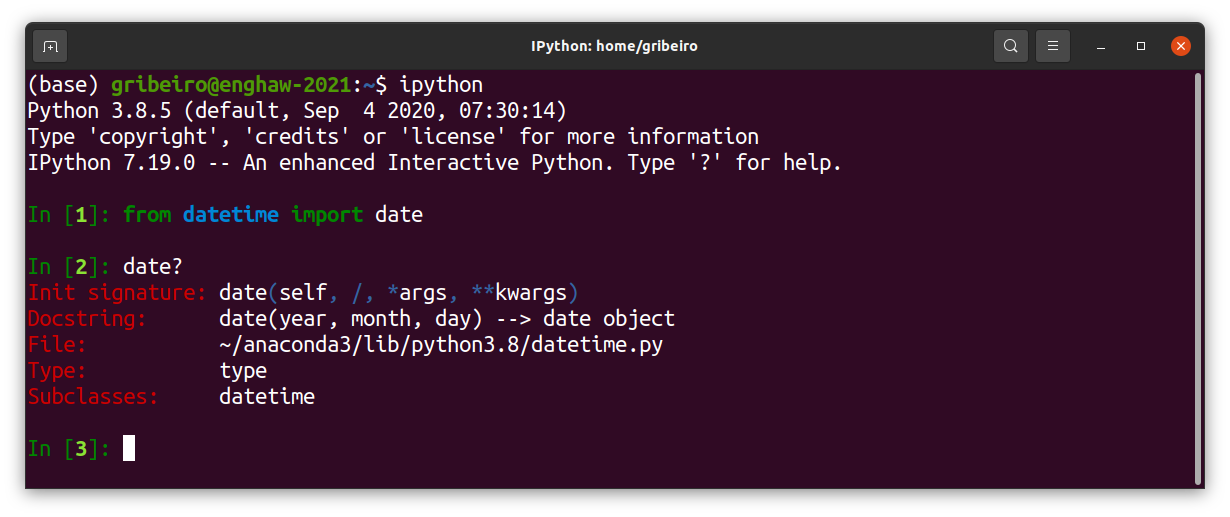 IPython: home/gribeiro
(base) gribeiro@enghaw-2021:~$ ipython
Python 3.8.5 (default, Sep  4 2020, 07:30:14)
Type 'copyright', 'credits' or 'license' for more information
IPython 7.19.0 -- An enhanced Interactive Python. Type '?' for help.
In [1]: from datetime import date
In [2]: date?
Init signature: date(self, /, *args, **kwargs)
Docstring:      date(year, month, day) --> date object
File:           ~/anaconda3/lib/python3.8/datetime.py
Type:           type
Subclasses:     datetime
In [3]: